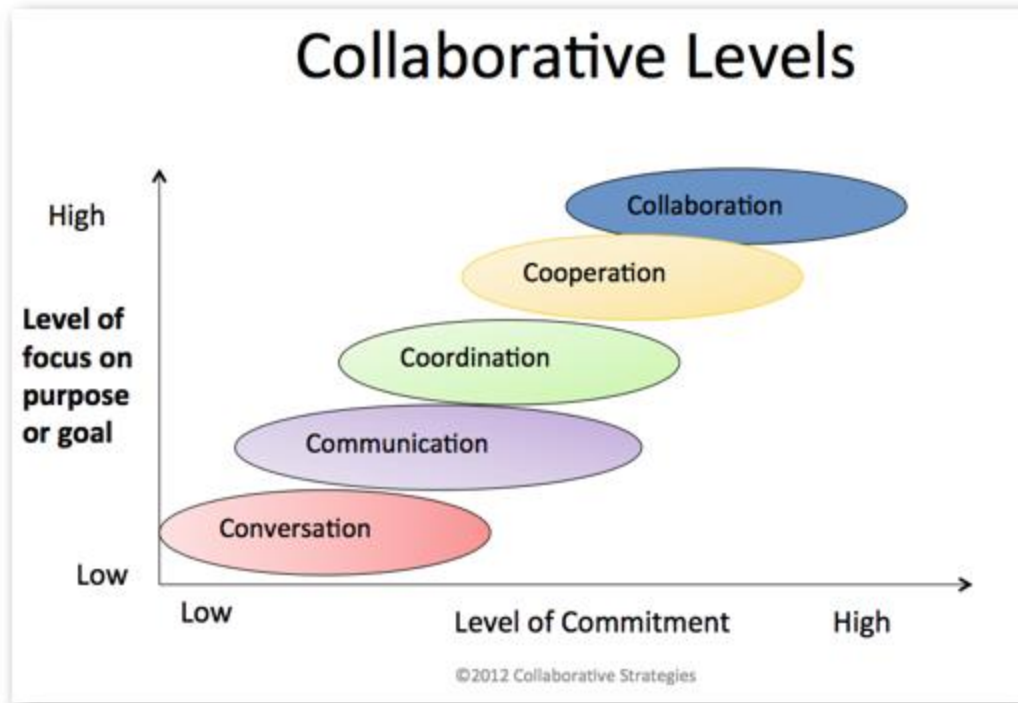 Collaborative Levels
High
Collaboration
Cooperation
Level of
focus on
purpose
or goal
Coordination
Communication
Conversation
Low
Low
Level of Commitment
High
©2012 Collaborative Strategies